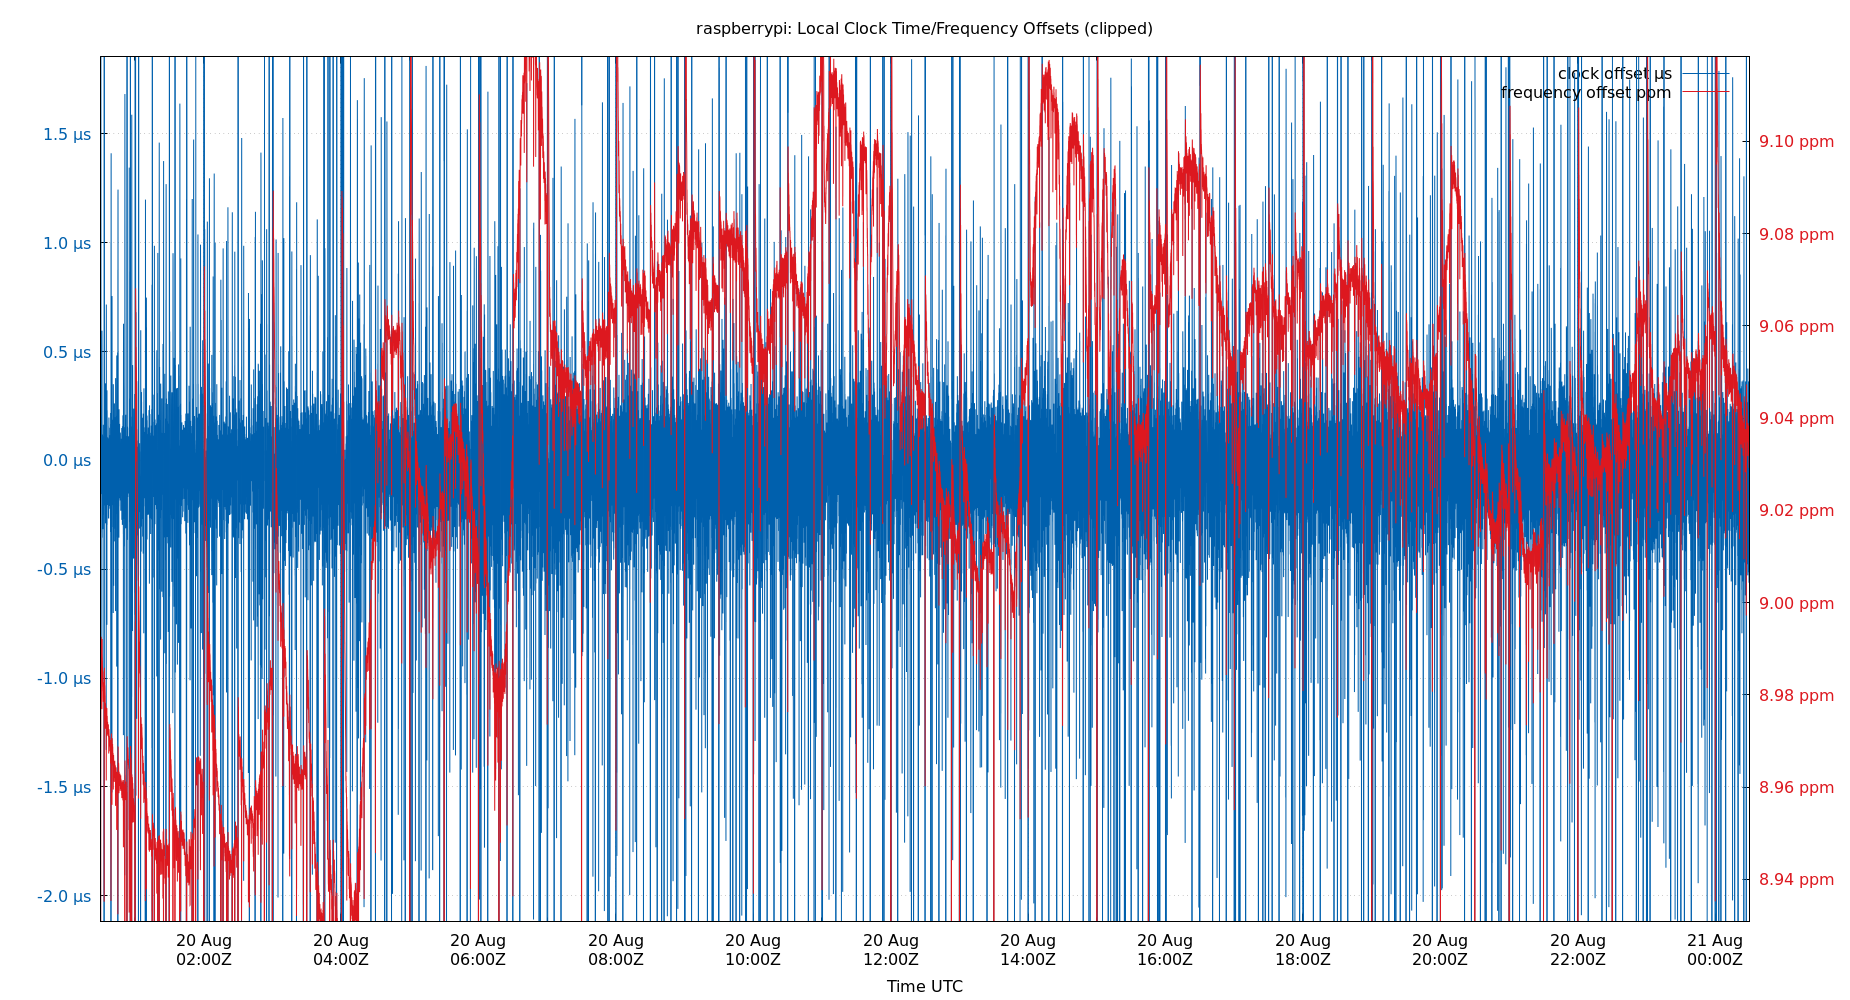 raspberrypi: Local Clock Time/Frequency Offsets (clipped)
clock offset µs
frequency offset ppm
1.5 µs
1.0 µs
0.5 µs
0.0 µs
-0.5 µs
-1.0 µs
-1.5 µs
-2.0 µs
9.10 ppm
9.08 ppm
9.06 ppm
9.04 ppm
9.02 ppm
9.00 ppm
8.98 ppm
8.96 ppm
8.94 ppm
20 Aug 20 Aug 20 Aug 20 Aug 20 Aug 20 Aug 20 Aug 20 Aug 20 Aug 20 Aug 20 Aug 21 Aug
02:00Z 04:00Z 06:00Z 08:00Z 10:00Z 12:00Z 14:00Z 16:00Z 18:00Z 20:00Z 22:00Z 00:00Z
Time UTC